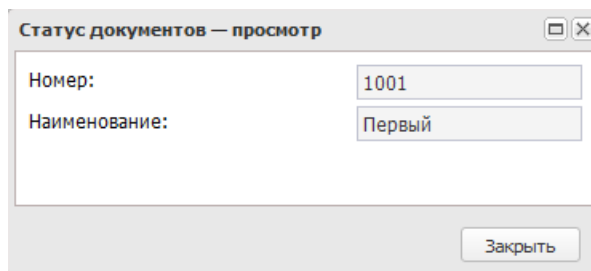 Статус документов — просмотр
Номер: 1001
Наименование: Первый
Закрыть